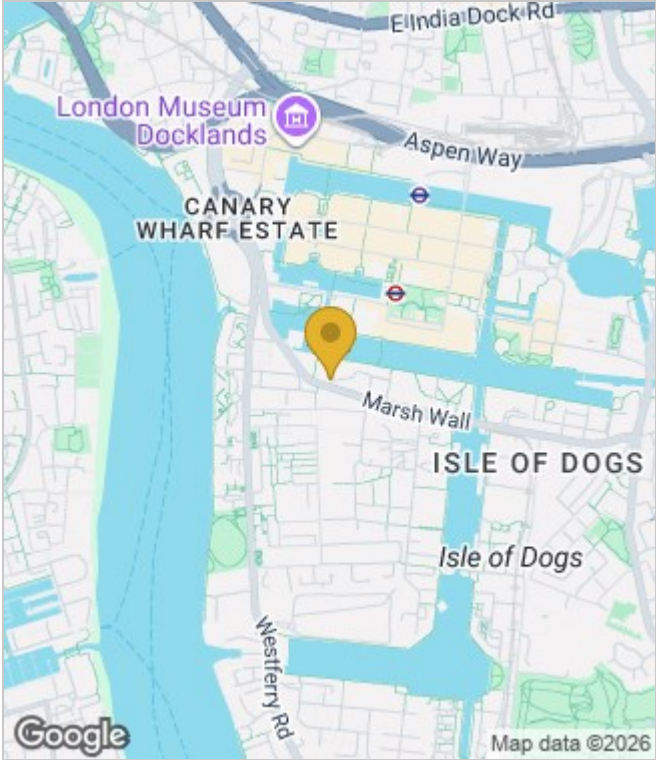 E India Dock Rd
London Museum
Docklands
Aspen Way
CANARY
WHARF ESTATE
Marsh Wall
ISLE OF DOGS
Isle of Dogs
Westferry Rd
Google
Map data ©2026